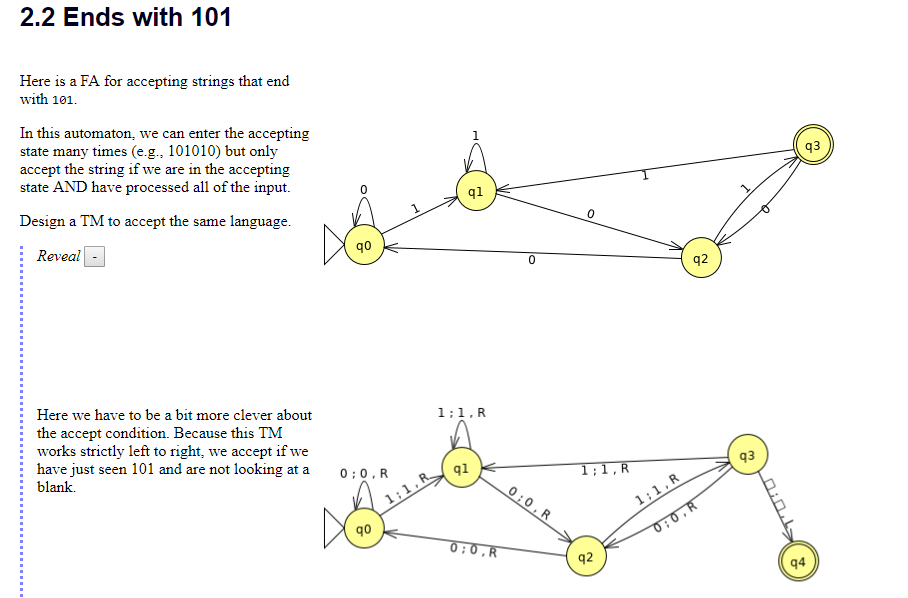 2.2 Ends with 101
Here is a FA for accepting strings that end
with 101.
In this automaton, we can enter the accepting
state many times (e.g., 101010) but only
accept the string if we are in the accepting
state AND have processed all of the input.
Design a TM to accept the same language.
Reveal -
0
q0
1
1
q1
0
0
1
q2
1
0
q3
Here we have to be a bit more clever about
the accept condition. Because this TM
works strictly left to right, we accept if we
have just seen 101 and are not looking at a
blank.
0;0,R
q0
1;1,R
1;1,R
q1
0;0,R
0;0,R
1;1,R
q2
1;1,R
0;0,R
q3
□;□,L
q4